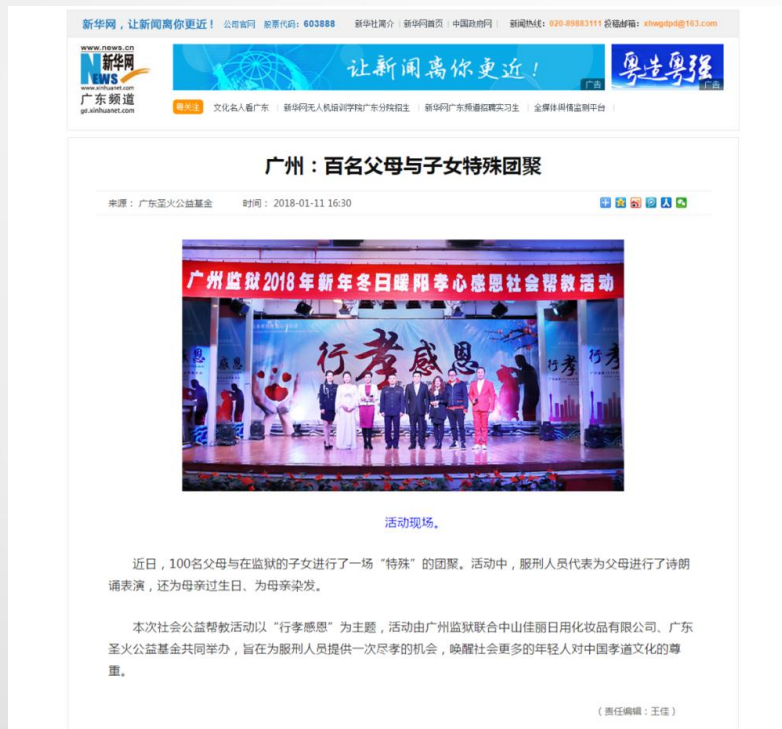 新华网，让新闻离你更近！ 公司官网 股票代码：603888 新华社简介 新华网首页 中国政府网 新闻热线：020-89883111 投稿邮箱：xhwgdpd@163.com
www.news.cn
新华网
NEWS
www.xinhuanet.com
广东频道
gd.xinhuanet.com
让新闻离你更近！
广告
粤造粤强
广告
粤关注 文化名人看广东 新华网无人机培训学院广东分院招生 新华网广东频道招聘实习生 全媒体舆情监测平台
广州：百名父母与子女特殊团聚
来源： 广东圣火公益基金 时间： 2018-01-11 16:30
广州监狱2018年新年冬日暖阳孝心感恩社会帮教活动
行孝感恩
感恩
行孝
活动现场。
近日，100名父母与在监狱的子女进行了一场“特殊”的团聚。活动中，服刑人员代表为父母进行了诗朗
诵表演，还为母亲过生日、为母亲染发。
本次社会公益帮教活动以“行孝感恩”为主题，活动由广州监狱联合中山佳丽日用化妆品有限公司、广东
圣火公益基金共同举办，旨在为服刑人员提供一次尽孝的机会，唤醒社会更多的年轻人对中国孝道文化的尊
重。
（责任编辑：王佳）